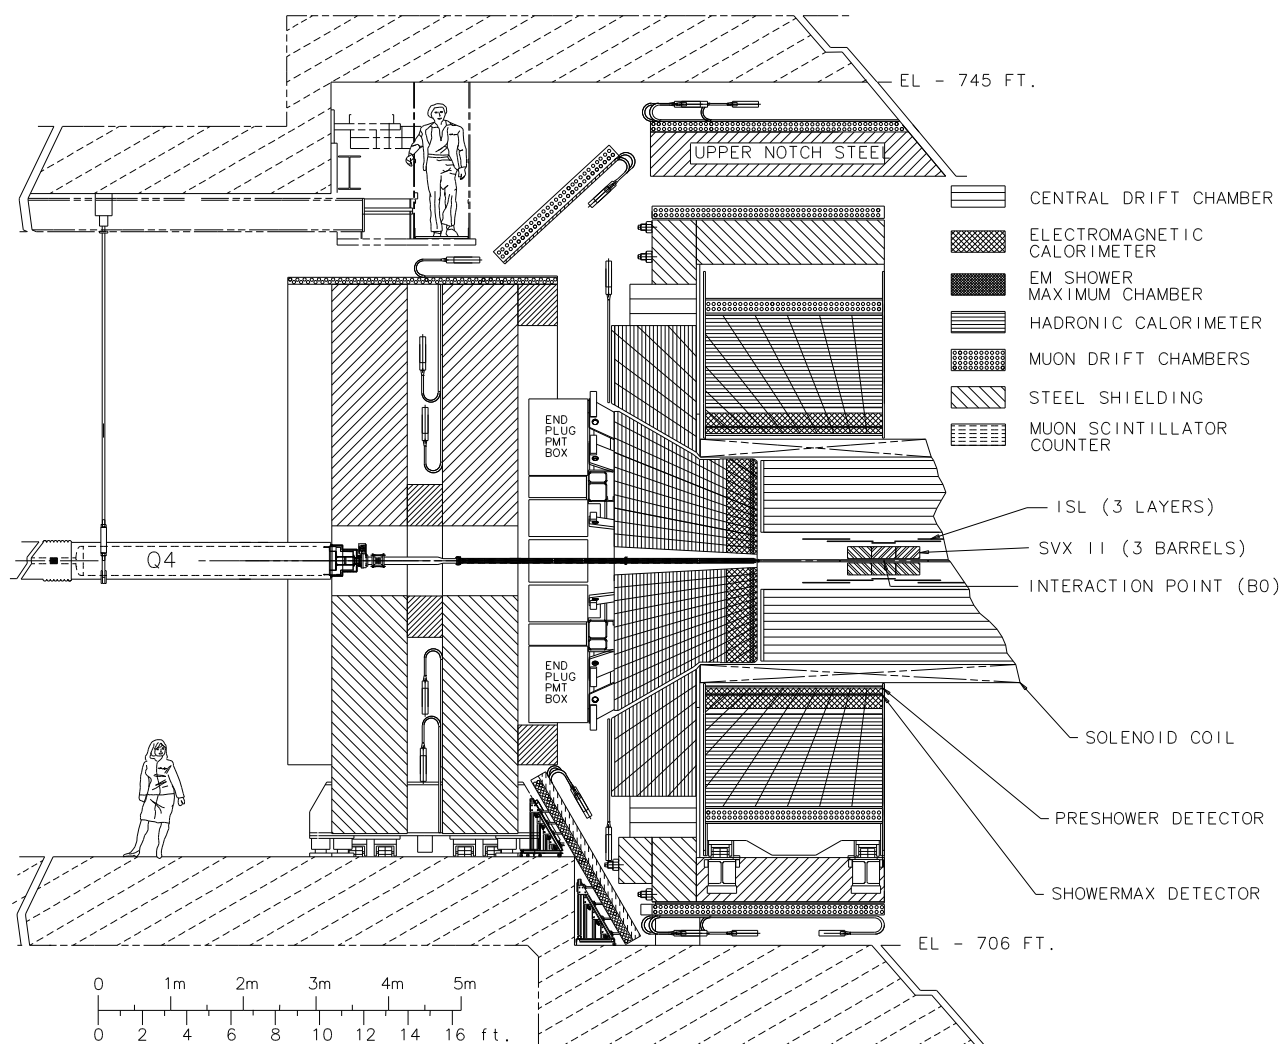 EL - 745 FT.
UPPER NOTCH STEEL
CENTRAL DRIFT CHAMBER
ELECTROMAGNETIC
CALORIMETER
EM SHOWER
MAXIMUM CHAMBER
HADRONIC CALORIMETER
MUON DRIFT CHAMBERS
STEEL SHIELDING
MUON SCINTILLATOR
COUNTER
END
PLUG
PMT
BOX
ISL (3 LAYERS)
SVX II (3 BARRELS)
Q4
INTERACTION POINT (B0)
END
PLUG
PMT
BOX
SOLENOID COIL
PRESHOWER DETECTOR
SHOWERMAX DETECTOR
EL - 706 FT.
0 1m 2m 3m 4m 5m
0 2 4 6 8 10 12 14 16 ft.